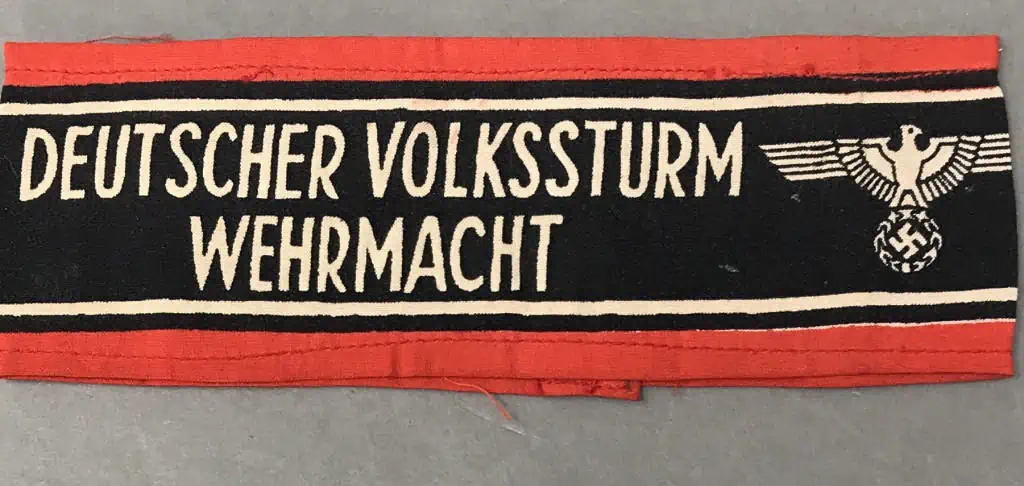 DEUTSCHER VOLKSSTURM
WEHRMACHT